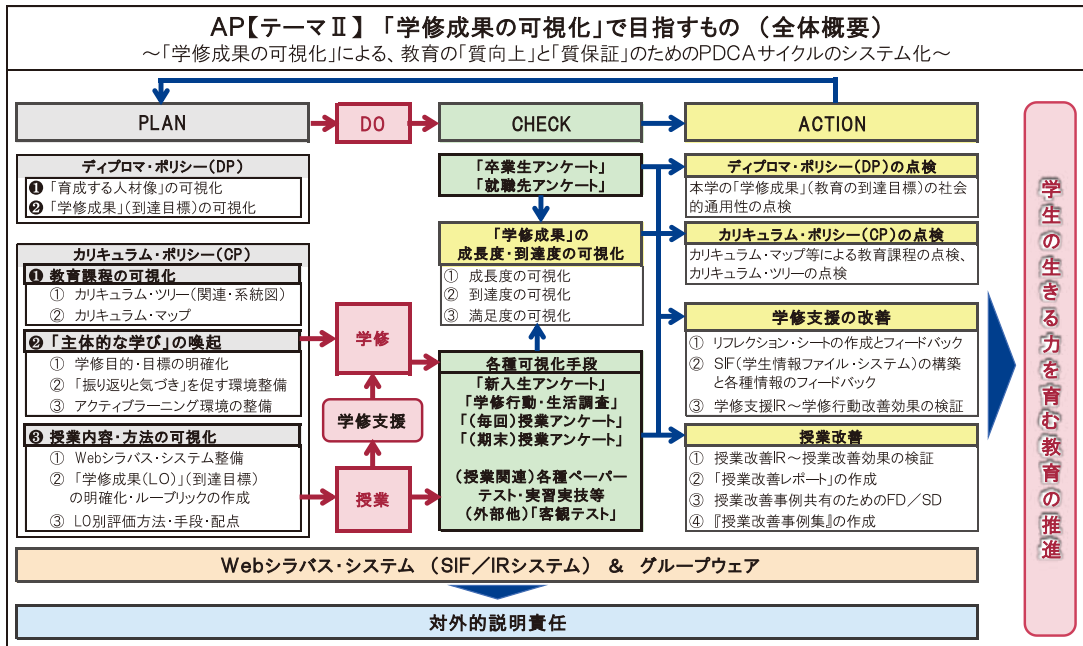 AP【テーマⅡ】「学修成果の可視化」で目指すもの（全体概要）
～「学修成果の可視化」による、教育の「質向上」と「質保証」のためのPDCAサイクルのシステム化～
PLAN
DO
CHECK
ACTION
ディプロマ・ポリシー（DP）
❶「育成する人材像」の可視化
❷「学修成果」（到達目標）の可視化
カリキュラム・ポリシー（CP）
❶ 教育課程の可視化
① カリキュラム・ツリー（関連・系統図）
② カリキュラム・マップ
❷「主体的な学び」の喚起
① 学修目的・目標の明確化
②「振り返りと気づき」を促す環境整備
③ アクティブラーニング環境の整備
❸ 授業内容・方法の可視化
① Webシラバス・システム整備
②「学修成果（LO）」（到達目標）
の明確化・ルーブリックの作成
③ LO別評価方法・手段・配点
学修
学修支援
授業
「卒業生アンケート」
「就職先アンケート」
「学修成果」の
成長度・到達度の可視化
① 成長度の可視化
② 到達度の可視化
③ 満足度の可視化
各種可視化手段
「新入生アンケート」
「学修行動・生活調査」
「（毎回）授業アンケート」
「（期末）授業アンケート」
（授業関連）各種ペーパー
テスト・実習実技等
（外部他）「客観テスト」
ディプロマ・ポリシー（DP）の点検
本学の「学修成果」（教育の到達目標）の社会
的通用性の点検
カリキュラム・ポリシー（CP）の点検
カリキュラム・マップ等による教育課程の点検、
カリキュラム・ツリーの点検
学修支援の改善
① リフレクション・シートの作成とフィードバック
② SIF（学生情報ファイル・システム）の構築
と各種情報のフィードバック
③ 学修支援IR～学修行動改善効果の検証
授業改善
① 授業改善IR～授業改善効果の検証
②「授業改善レポート」の作成
③ 授業改善事例共有のためのFD／SD
④『授業改善事例集』の作成
学生の生きる力を育む教育の推進
Webシラバス・システム （SIF／IRシステム） ＆ グループウェア
対外的説明責任